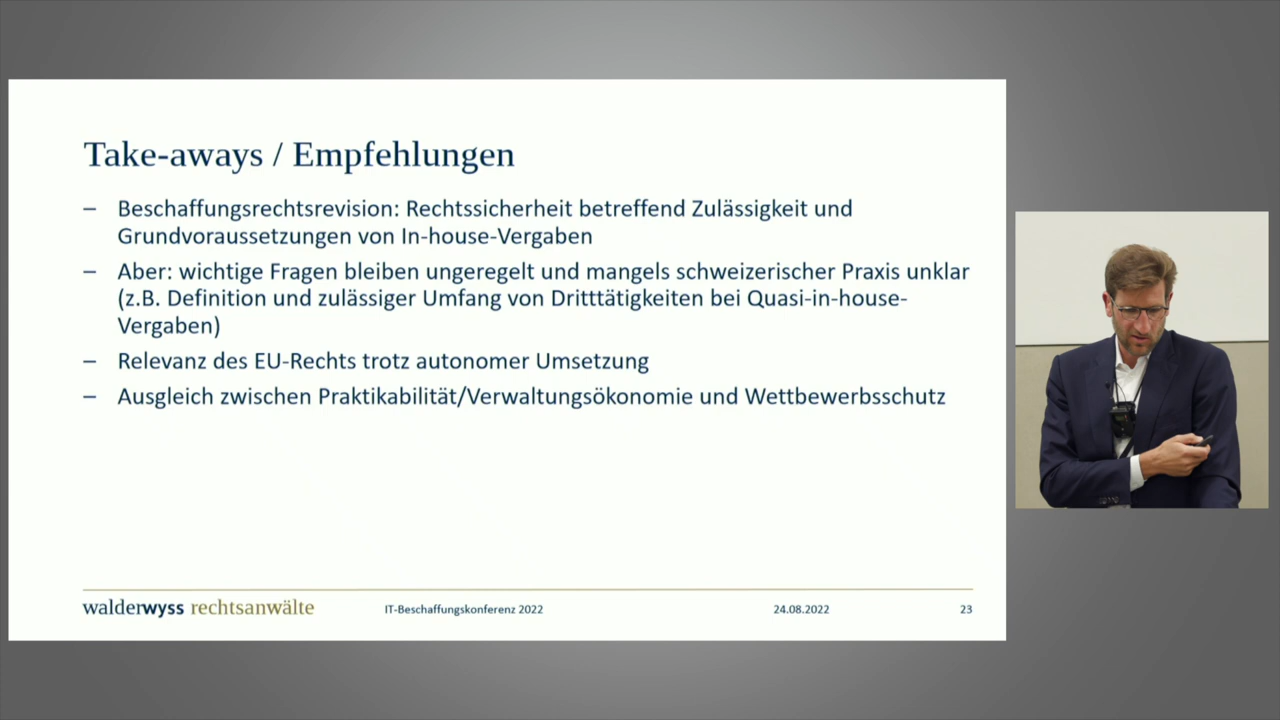 Take-aways / Empfehlungen
– Beschaffungsrechtsrevision: Rechtssicherheit betreffend Zulässigkeit und
Grundvoraussetzungen von In-house-Vergaben
– Aber: wichtige Fragen bleiben ungeregelt und mangels schweizerischer Praxis unklar
(z.B. Definition und zulässiger Umfang von Dritttätigkeiten bei Quasi-in-house-
Vergaben)
– Relevanz des EU-Rechts trotz autonomer Umsetzung
– Ausgleich zwischen Praktikabilität/Verwaltungsökonomie und Wettbewerbsschutz
walderwyss rechtsanwälte IT-Beschaffungskonferenz 2022 24.08.2022 23